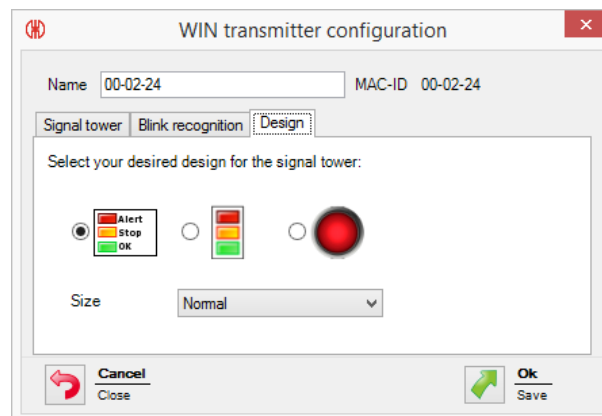 WIN transmitter configuration
Name 00-02-24 MAC-ID 00-02-24
Signal tower Blink recognition Design
Select your desired design for the signal tower:
Alert
Stop
OK
Size Normal
Cancel Ok
Close Save